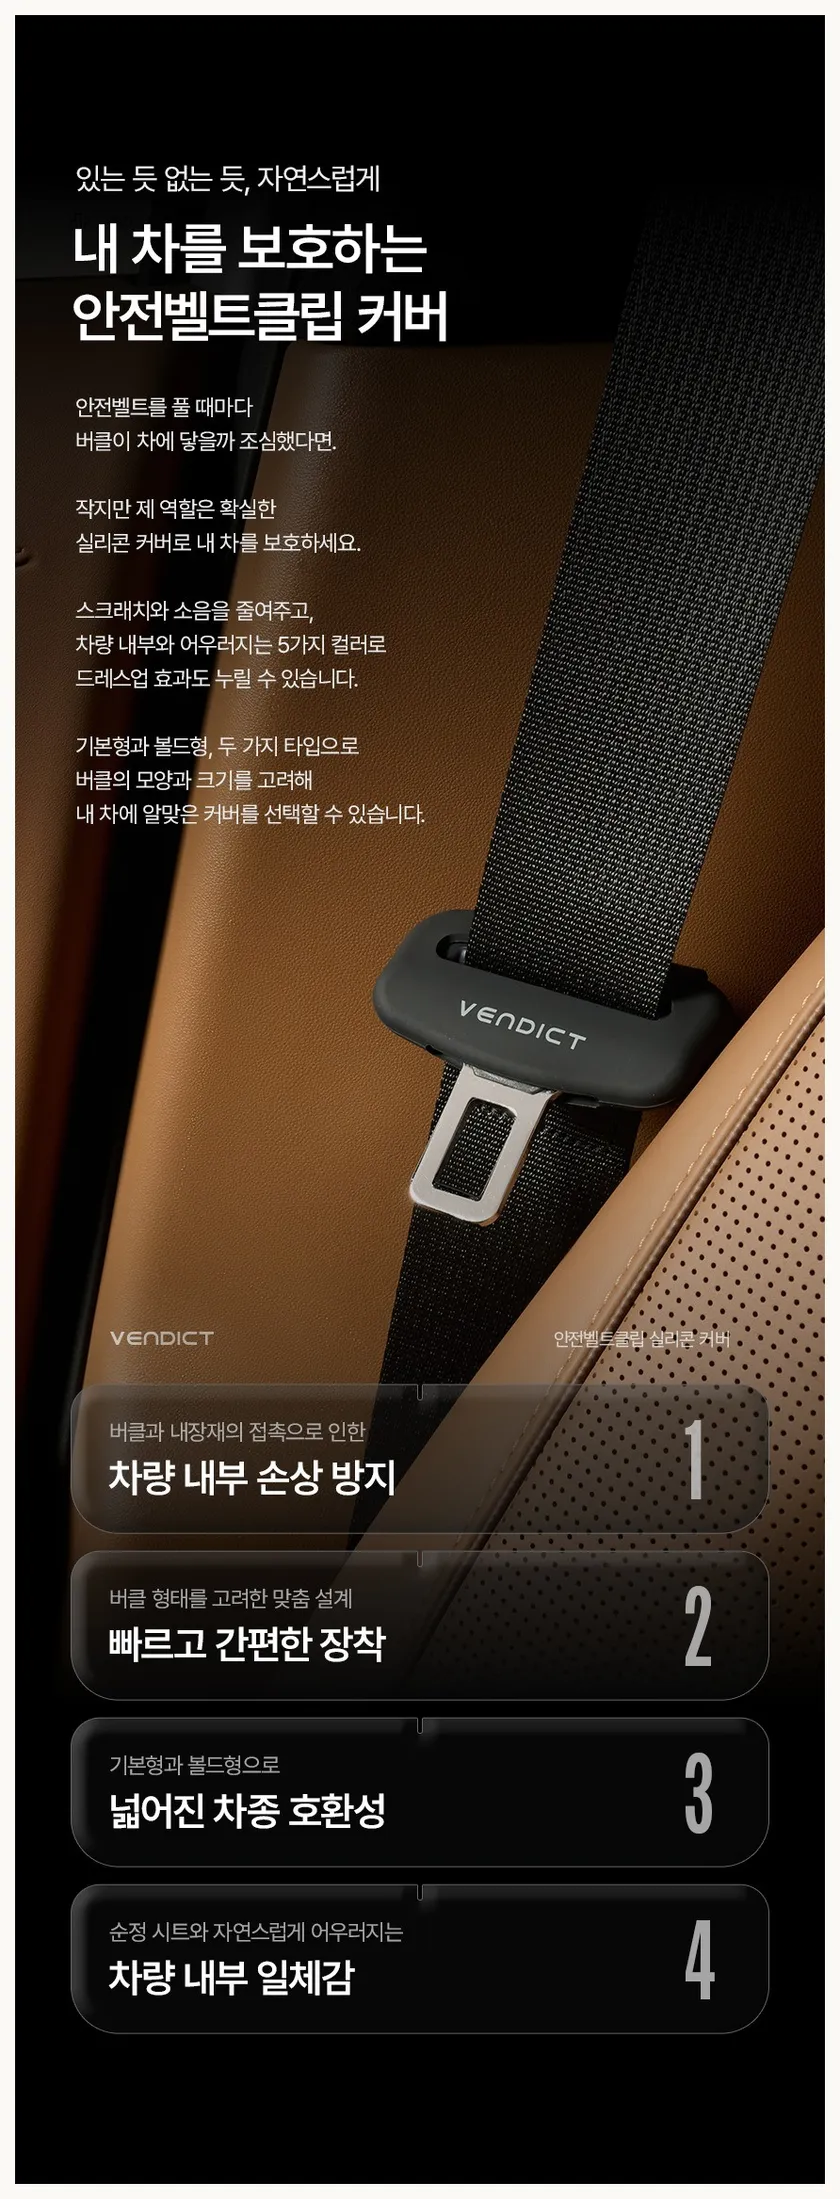 있는 듯 없는 듯, 자연스럽게
내 차를 보호하는
안전벨트클립 커버
안전벨트를 풀 때마다
버클이 차에 닿을까 조심했다면.
작지만 제 역할은 확실한
실리콘 커버로 내 차를 보호하세요.
스크래치와 소음을 줄여주고,
차량 내부와 어우러지는 5가지 컬러로
드레스업 효과도 누릴 수 있습니다.
기본형과 볼드형, 두 가지 타입으로
버클의 모양과 크기를 고려해
내 차에 알맞은 커버를 선택할 수 있습니다.
VENDICT
VENDICT
안전벨트클립 실리콘 커버
버클과 내장재의 접촉으로 인한
차량 내부 손상 방지
1
버클 형태를 고려한 맞춤 설계
빠르고 간편한 장착
2
기본형과 볼드형으로
넓어진 차종 호환성
3
순정 시트와 자연스럽게 어우러지는
차량 내부 일체감
4